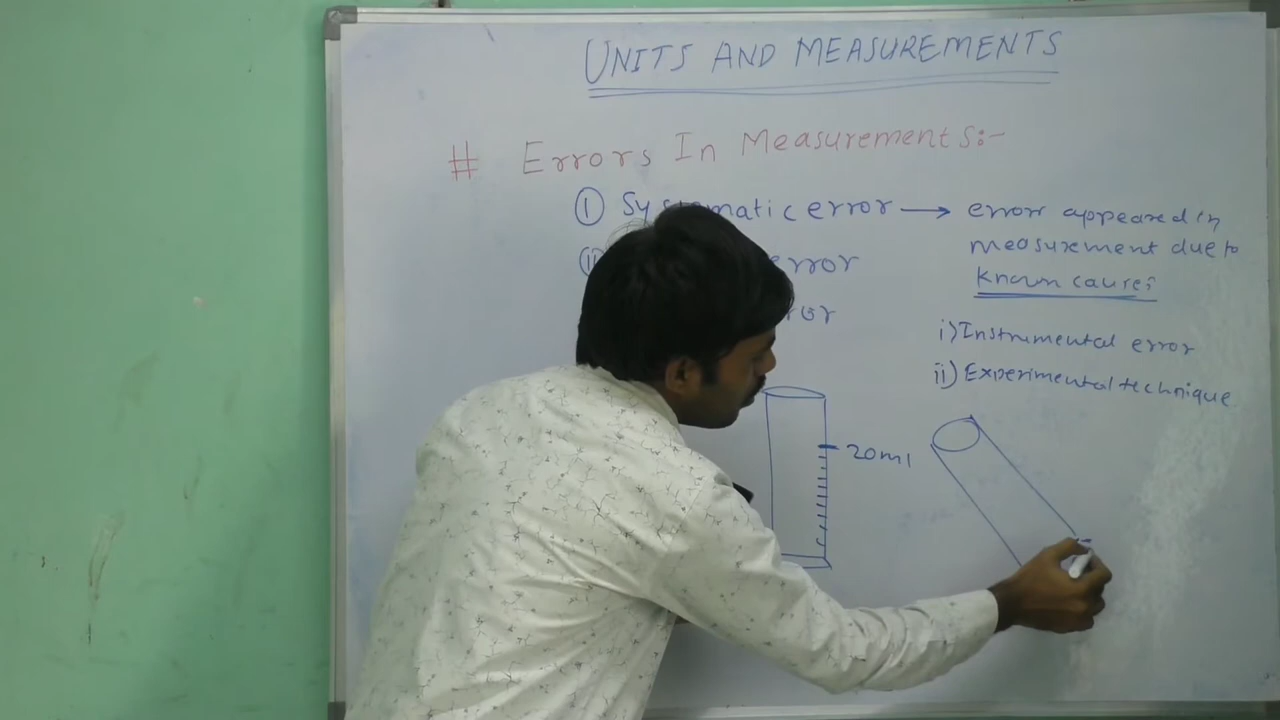 UNITS AND MEASUREMENTS
# Errors In Measurements:-
① Systematic error → error appeared in
measurement due to
known cause;
error
i) Instrumental error
ii) Experimental technique
20ml